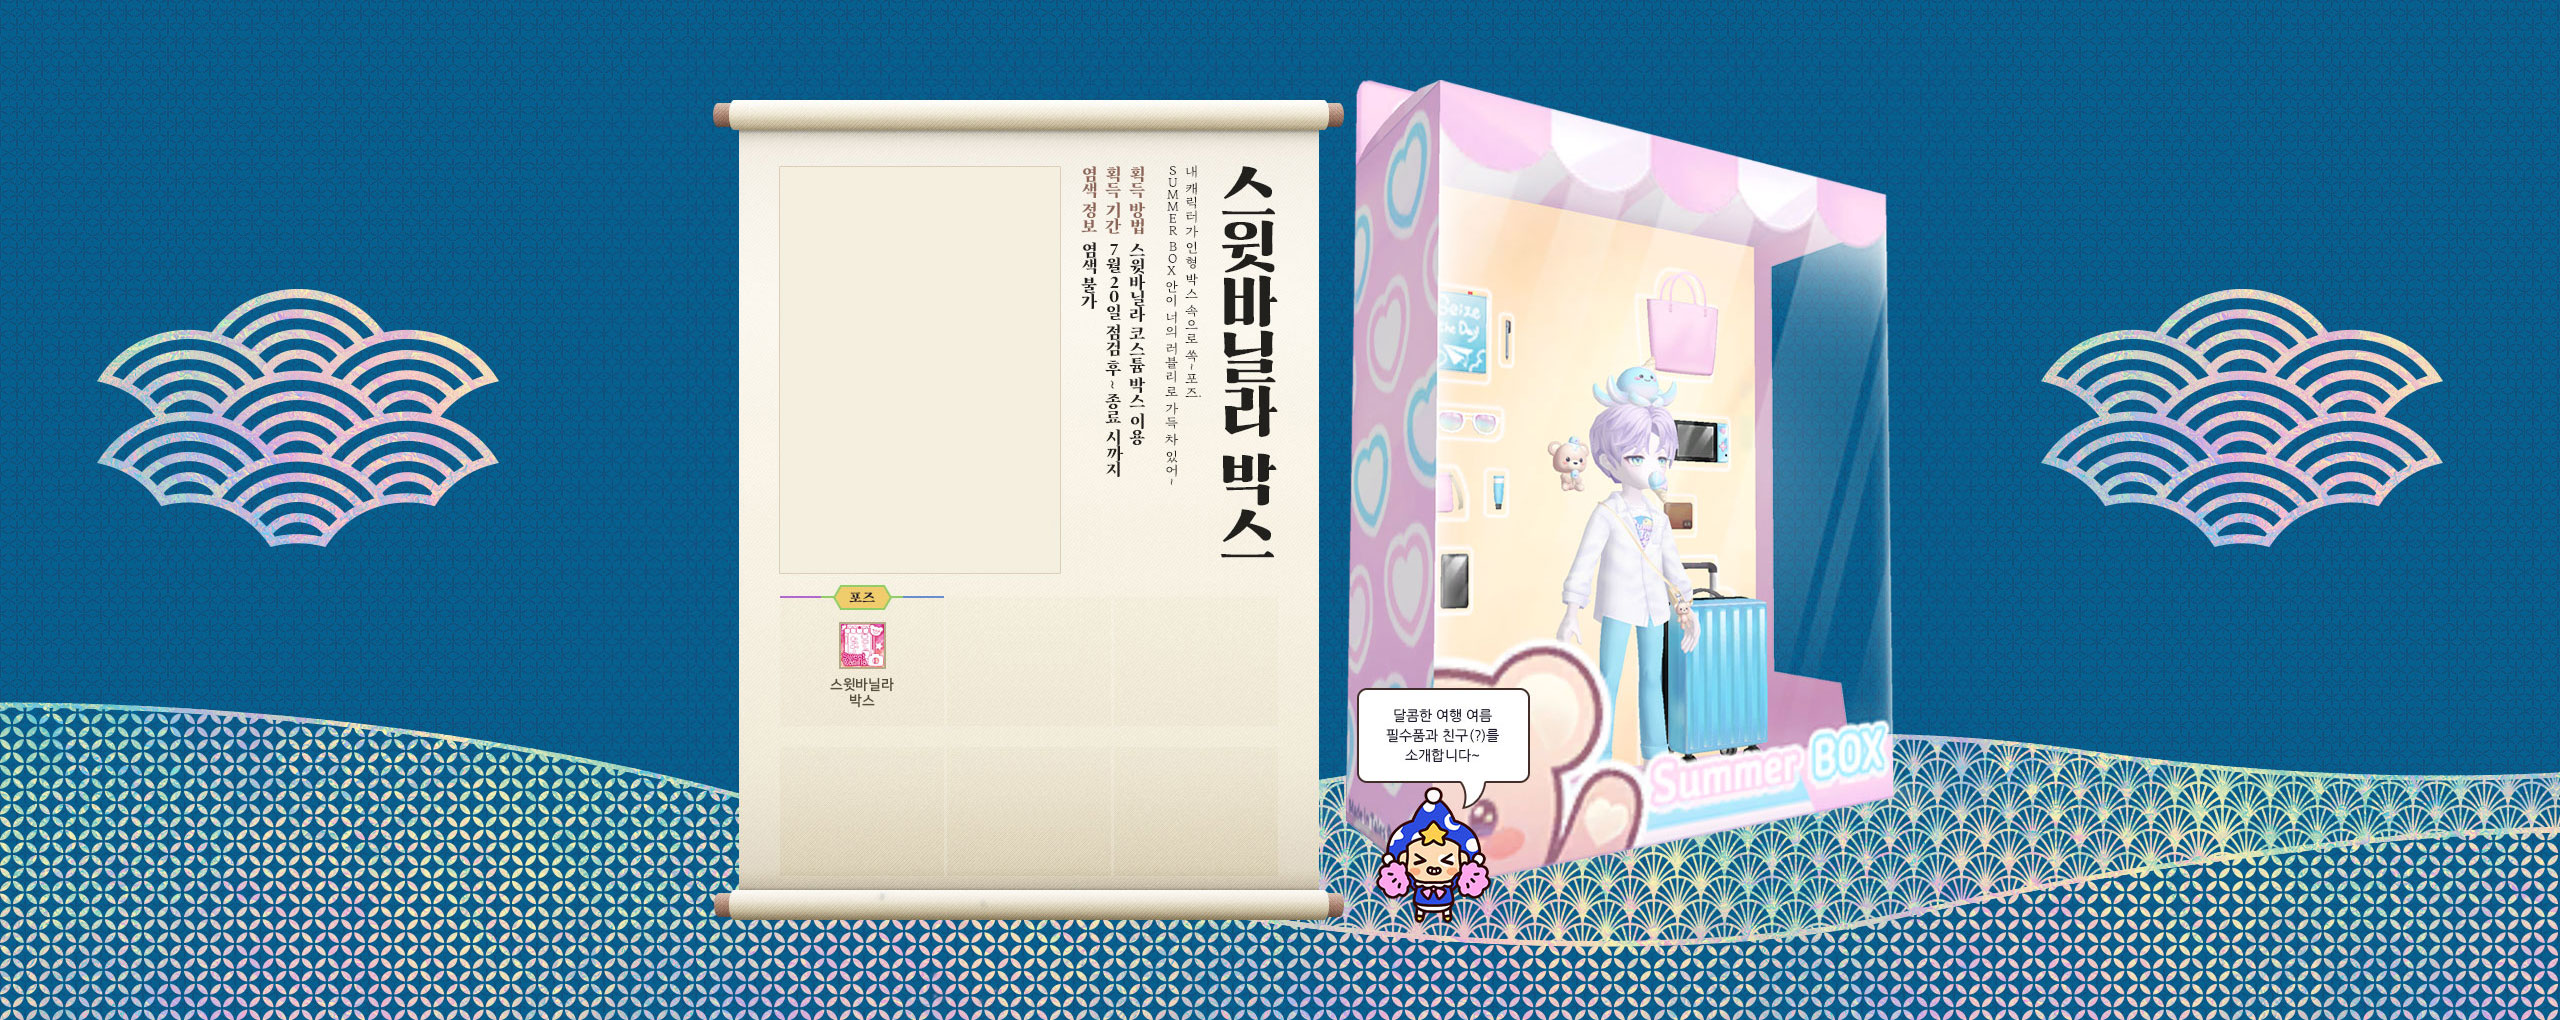 스윗바닐라 박스
내 캐릭터가 인형 박스 속으로 쏙~ 포즈.
SUMMER BOX 안이 너의 러블리로 가득 차 있어~
획득 방법 스윗바닐라 코스튬 박스 이용
획득 기간 7월 20일 점검 후 ~ 종료 시까지
염색 정보 염색 불가
포즈
스윗바닐라
박스
Seize
the Day
달콤한 여행 여름
필수품과 친구(?)를
소개합니다~
Summer BOX